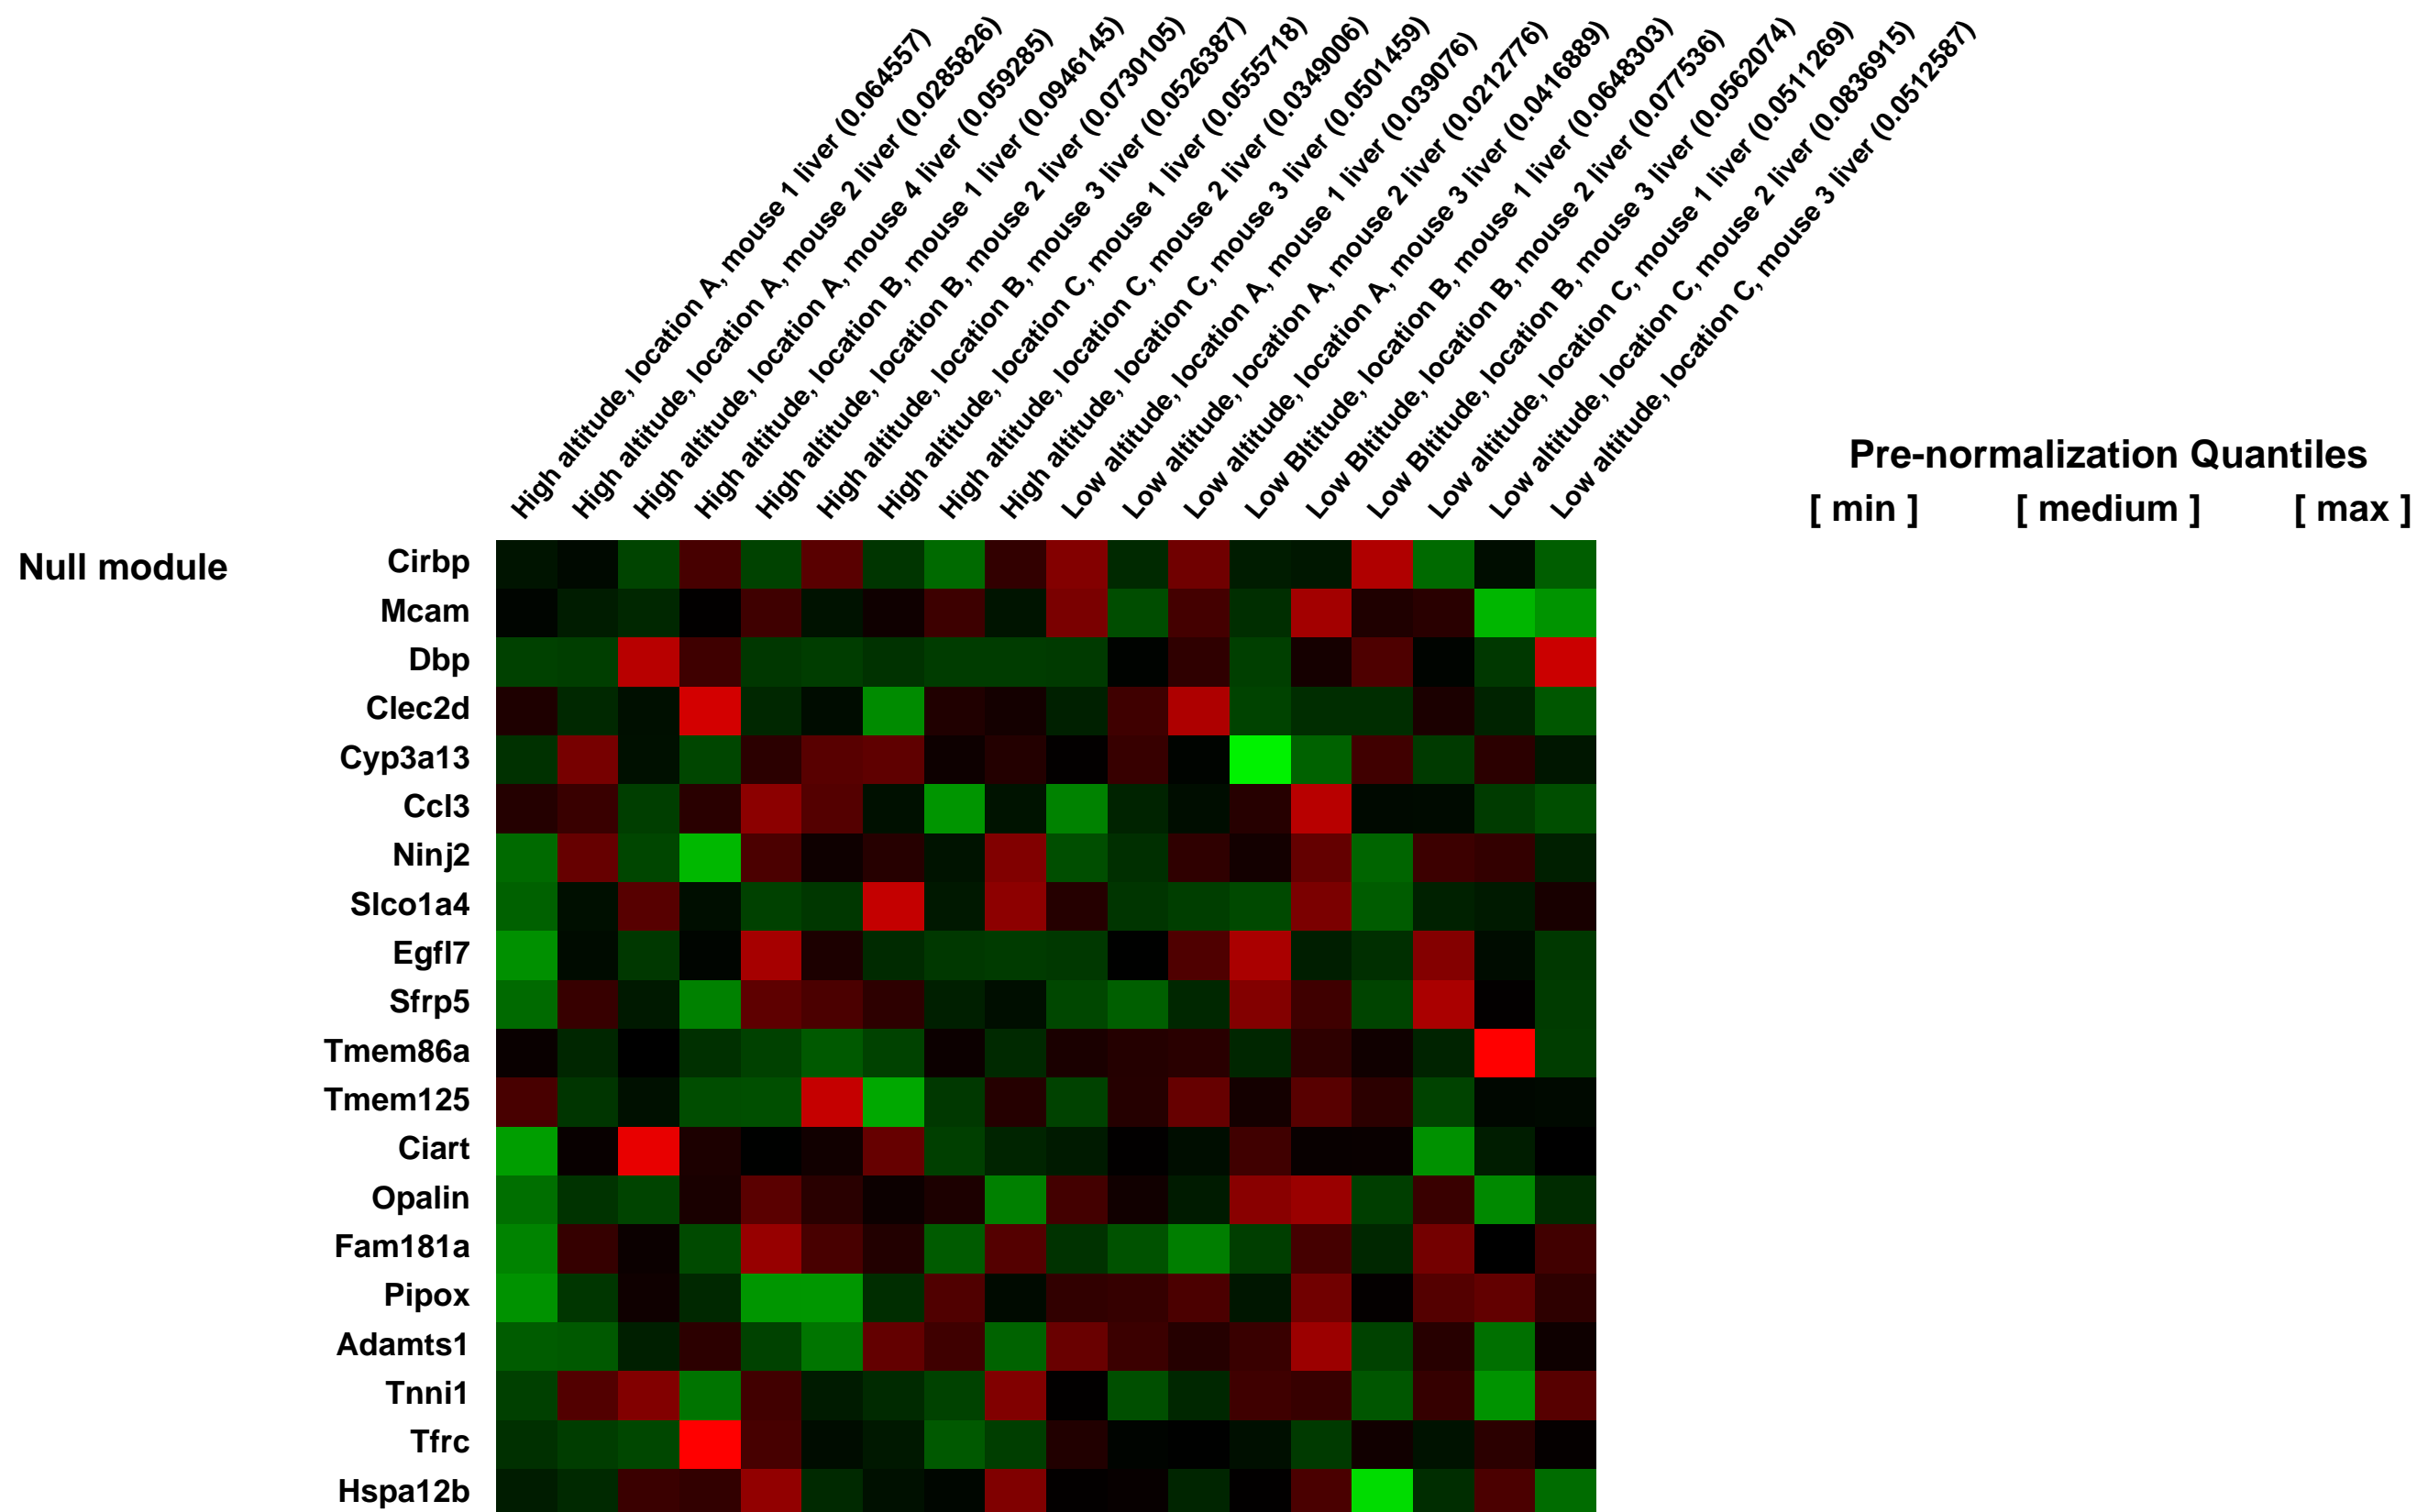 High altitude, location A, mouse 1 liver (0.064557)
High altitude, location A, mouse 2 liver (0.0285826)
High altitude, location A, mouse 4 liver (0.059285)
High altitude, location B, mouse 1 liver (0.0946145)
High altitude, location B, mouse 2 liver (0.0730105)
High altitude, location B, mouse 3 liver (0.0526387)
High altitude, location C, mouse 1 liver (0.0555718)
High altitude, location C, mouse 2 liver (0.0349006)
High altitude, location C, mouse 3 liver (0.0501459)
Low altitude, location A, mouse 1 liver (0.039076)
Low altitude, location A, mouse 2 liver (0.0212776)
Low altitude, location A, mouse 3 liver (0.0416889)
Low Bltitude, location B, mouse 1 liver (0.0648303)
Low Bltitude, location B, mouse 2 liver (0.077536)
Low Bltitude, location B, mouse 3 liver (0.0562074)
Low altitude, location C, mouse 1 liver (0.0511269)
Low altitude, location C, mouse 2 liver (0.0836915)
Low altitude, location C, mouse 3 liver (0.0512587)
Pre-normalization Quantiles
[ min ] [ medium ] [ max ]
Null module
Cirbp
Mcam
Dbp
Clec2d
Cyp3a13
Ccl3
Ninj2
Slco1a4
Egfl7
Sfrp5
Tmem86a
Tmem125
Ciart
Opalin
Fam181a
Pipox
Adamts1
Tnni1
Tfrc
Hspa12b